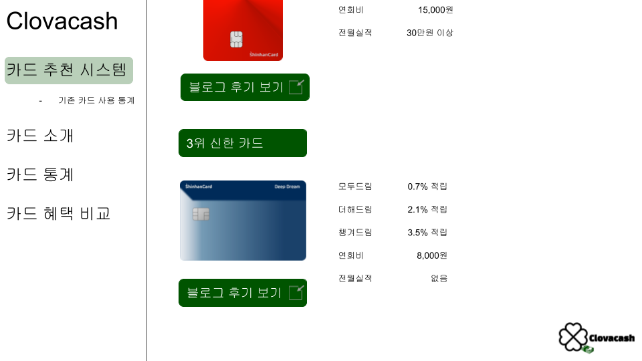 Clovacash
카드 추천 시스템
- 기존 카드 사용 통계
카드 소개
카드 통계
카드 혜택 비교
ShinhanCard
연회비 15,000원
전월실적 30만원 이상
블로그 후기 보기
3위 신한 카드
ShinhanCard Deep Dream
모두드림 0.7% 적립
더해드림 2.1% 적립
챙겨드림 3.5% 적립
연회비 8,000원
전월실적 없음
블로그 후기 보기
Clovacash